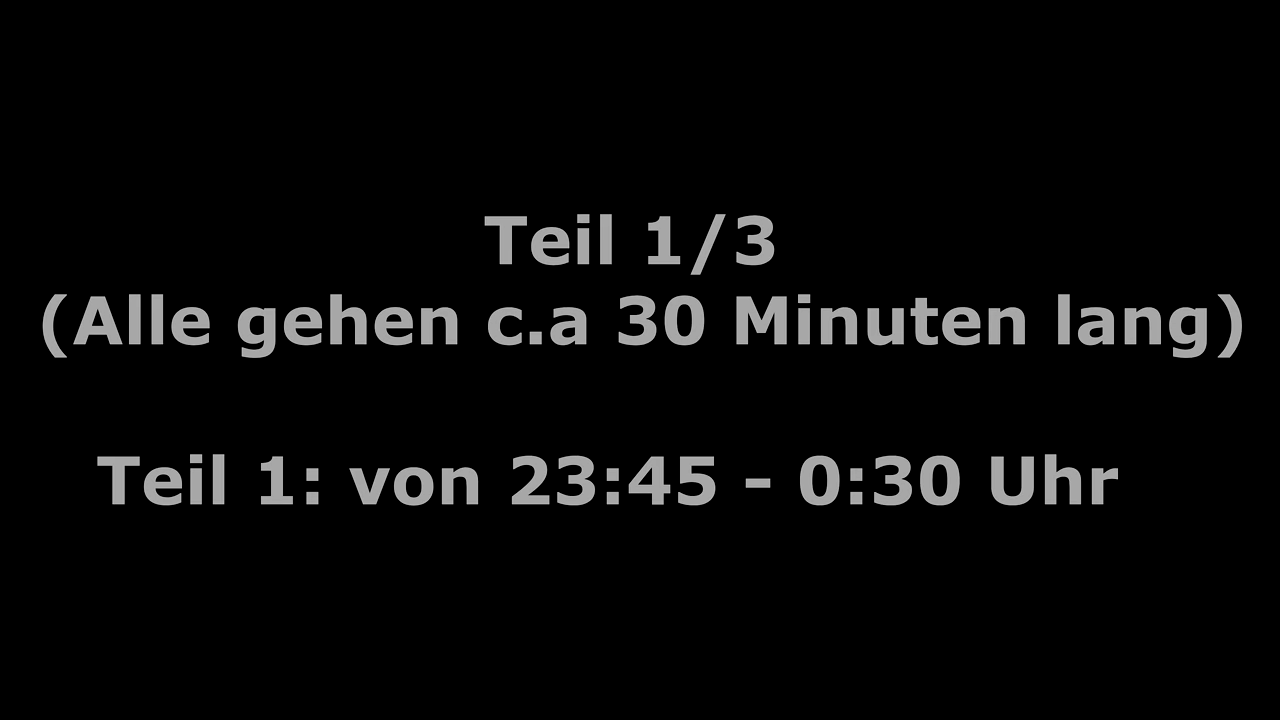 Teil 1/3
(Alle gehen c.a 30 Minuten lang)
Teil 1: von 23:45 - 0:30 Uhr